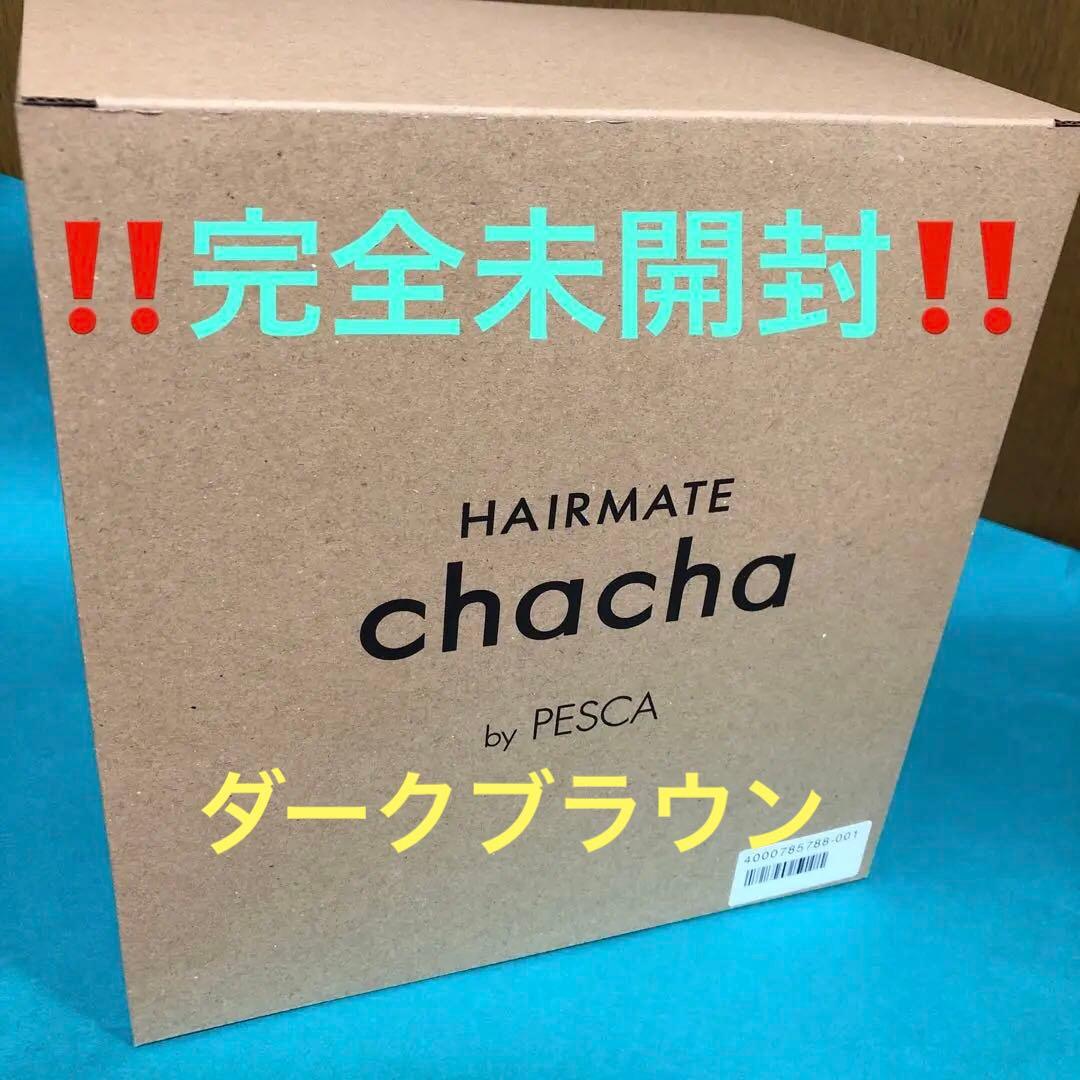 ‼️完全未開封‼️
HAIRMATE
chacha
by PESCA
ダークブラウン
4000785788-001